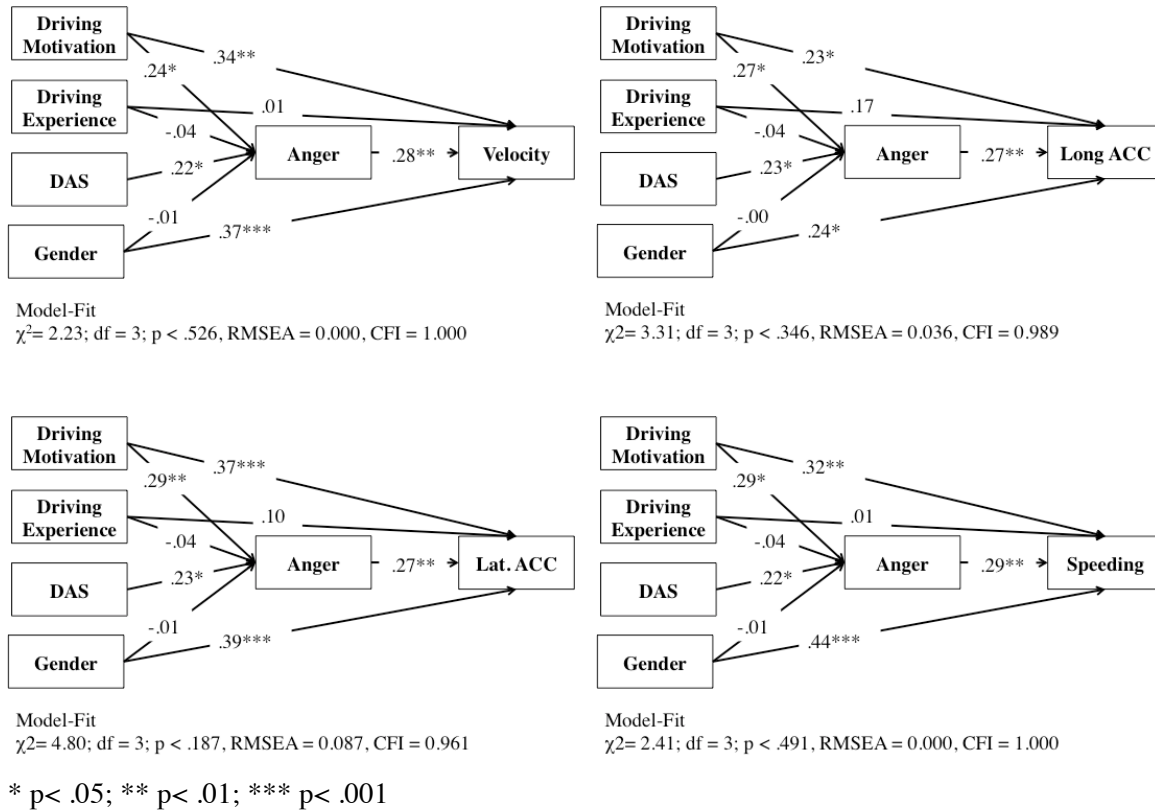 Driving
Motivation
.34**
.24*
Driving
Experience
.01
-.04
Anger
.28**
Velocity
DAS
.22*
-.01
Gender
.37***
Model-Fit
χ²= 2.23; df = 3; p < .526, RMSEA = 0.000, CFI = 1.000
Driving
Motivation
.23*
.27*
Driving
Experience
.17
-.04
Anger
.27**
Long ACC
DAS
.23*
-.00
Gender
.24*
Model-Fit
χ2= 3.31; df = 3; p < .346, RMSEA = 0.036, CFI = 0.989
Driving
Motivation
.37***
.29**
Driving
Experience
.10
-.04
Anger
.27**
Lat. ACC
DAS
.23*
-.01
Gender
.39***
Model-Fit
χ2= 4.80; df = 3; p < .187, RMSEA = 0.087, CFI = 0.961
Driving
Motivation
.32**
.29*
Driving
Experience
.01
-.04
Anger
.29**
Speeding
DAS
.22*
-.01
Gender
.44***
Model-Fit
χ2= 2.41; df = 3; p < .491, RMSEA = 0.000, CFI = 1.000
* p< .05; ** p< .01; *** p< .001